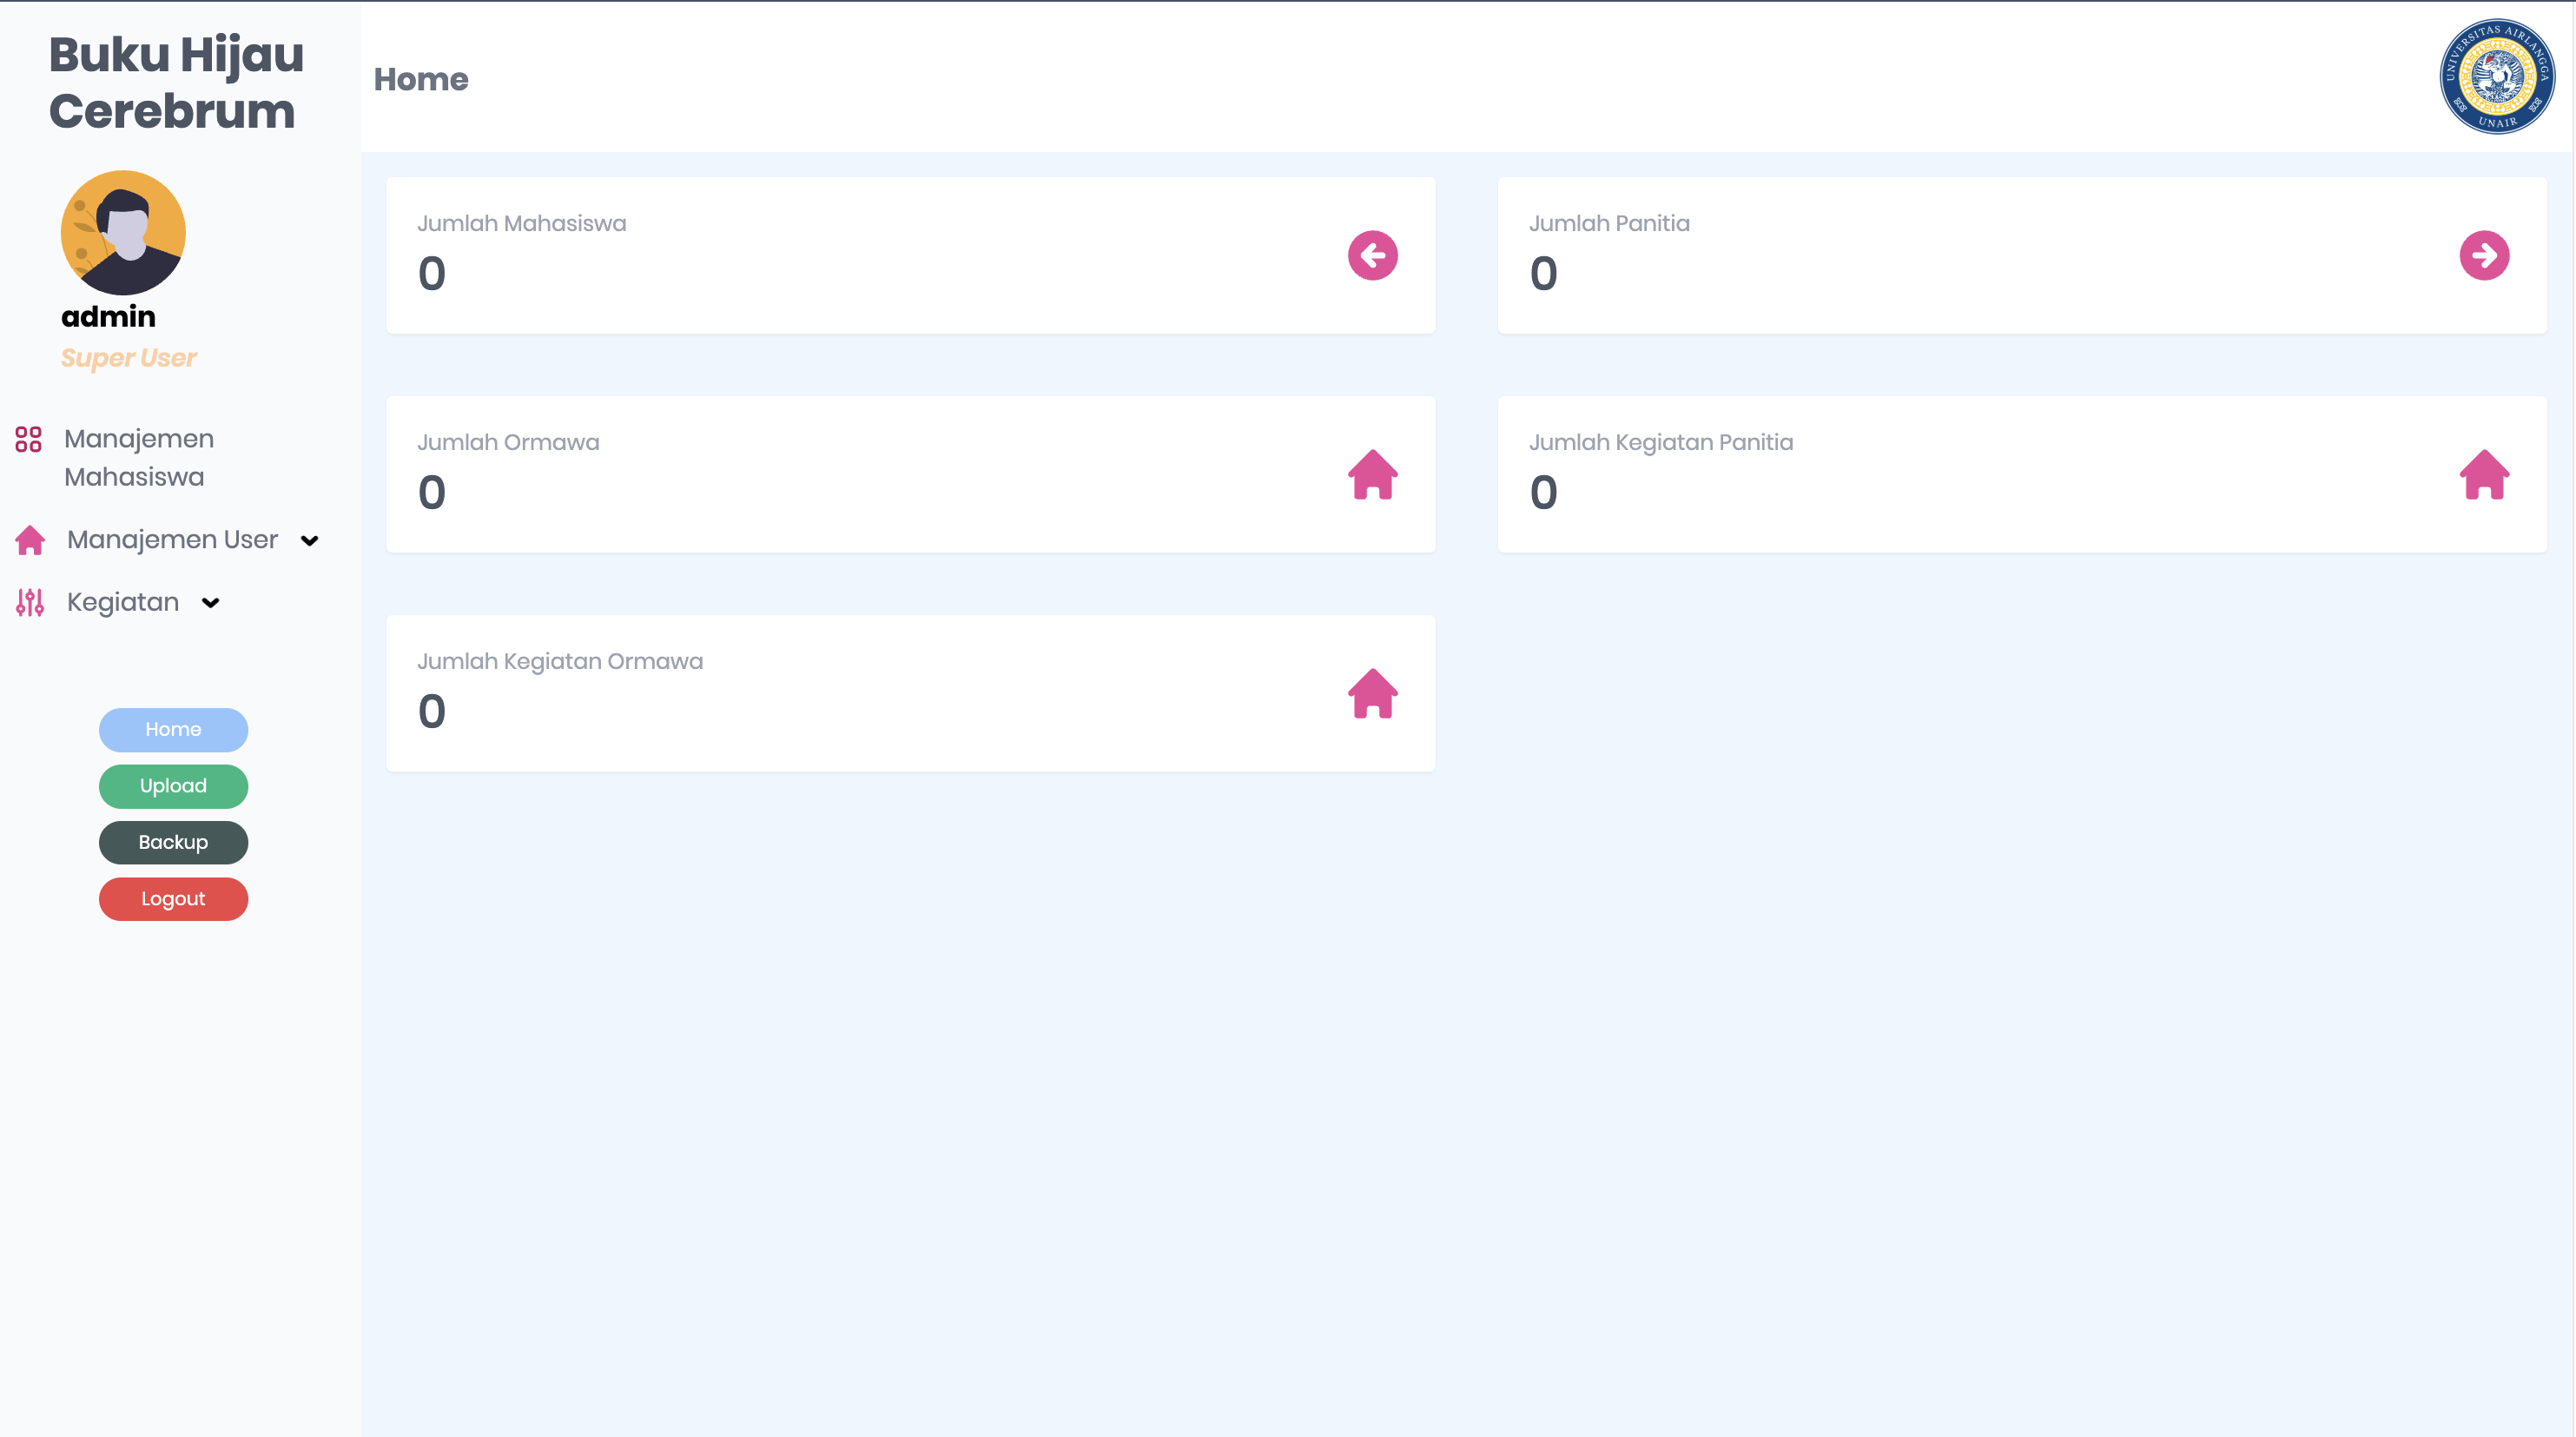 Buku Hijau
Cerebrum
admin
Super User
Manajemen
Mahasiswa
Manajemen User
Kegiatan
Home
Upload
Backup
Logout
Home
UNIVERSITAS AIRLANGGA
UNAIR
Jumlah Mahasiswa
0
Jumlah Panitia
0
Jumlah Ormawa
0
Jumlah Kegiatan Panitia
0
Jumlah Kegiatan Ormawa
0